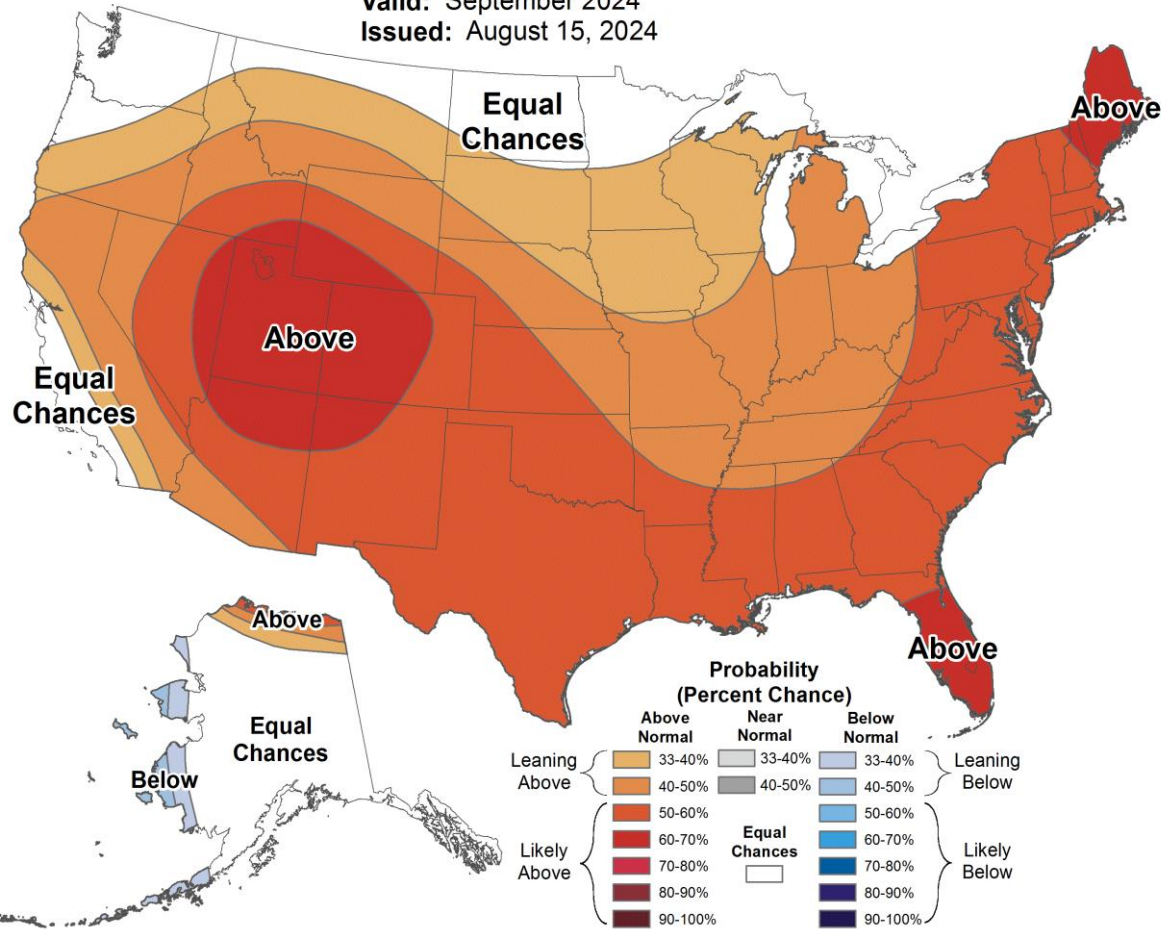 Valid: September 2024
Issued: August 15, 2024
Equal
Chances
Above
Above
Equal
Chances
Above
Above
Equal
Chances
Below
Probability
(Percent Chance)
Above
Normal
Near
Normal
Below
Normal
Leaning
Above
33-40%
40-50%
33-40%
40-50%
33-40%
40-50%
Leaning
Below
Likely
Above
50-60%
60-70%
70-80%
80-90%
90-100%
Equal
Chances
50-60%
60-70%
70-80%
80-90%
90-100%
Likely
Below